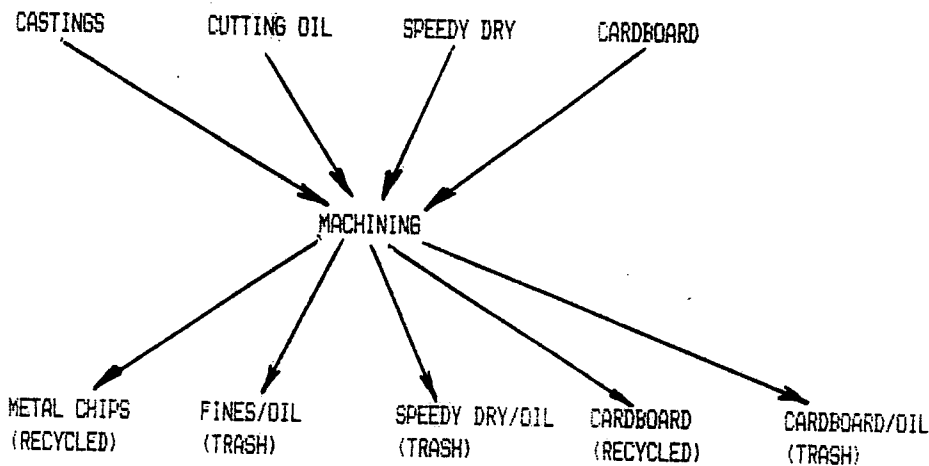 CASTINGS CUTTING OIL SPEEDY DRY CARDBOARD
MACHINING
METAL CHIPS FINES/OIL SPEEDY DRY/OIL CARDBOARD CARDBOARD/OIL
(RECYCLED) (TRASH) (TRASH) (RECYCLED) (TRASH)